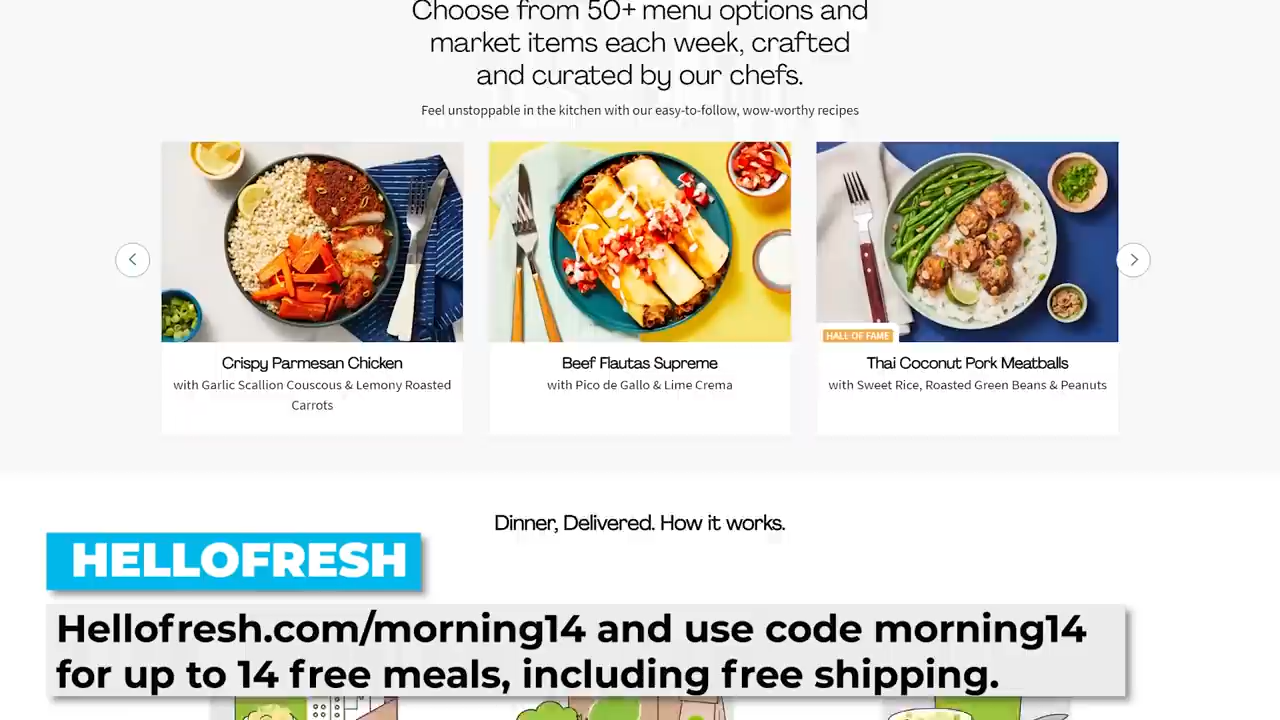 Choose from 50+ menu options and
market items each week, crafted
and curated by our chefs.
Feel unstoppable in the kitchen with our easy-to-follow, wow-worthy recipes
HALL OF FAME
Crispy Parmesan Chicken
with Garlic Scallion Couscous & Lemony Roasted
Carrots
Beef Flautas Supreme
with Pico de Gallo & Lime Crema
Thai Coconut Pork Meatballs
with Sweet Rice, Roasted Green Beans & Peanuts
Dinner, Delivered. How it works.
HELLOFRESH
Hellofresh.com/morning14 and use code morning14
for up to 14 free meals, including free shipping.